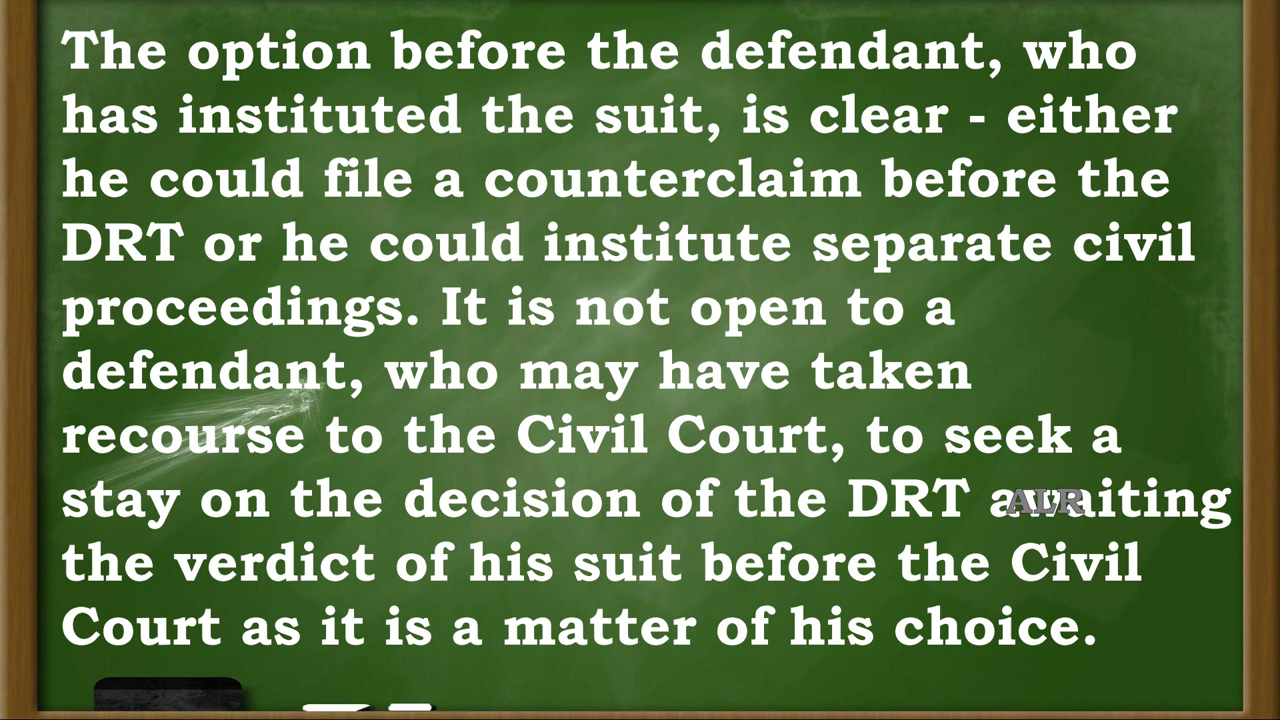 The option before the defendant, who
has instituted the suit, is clear - either
he could file a counterclaim before the
DRT or he could institute separate civil
proceedings. It is not open to a
defendant, who may have taken
recourse to the Civil Court, to seek a
stay on the decision of the DRT awaiting
ALR
the verdict of his suit before the Civil
Court as it is a matter of his choice.